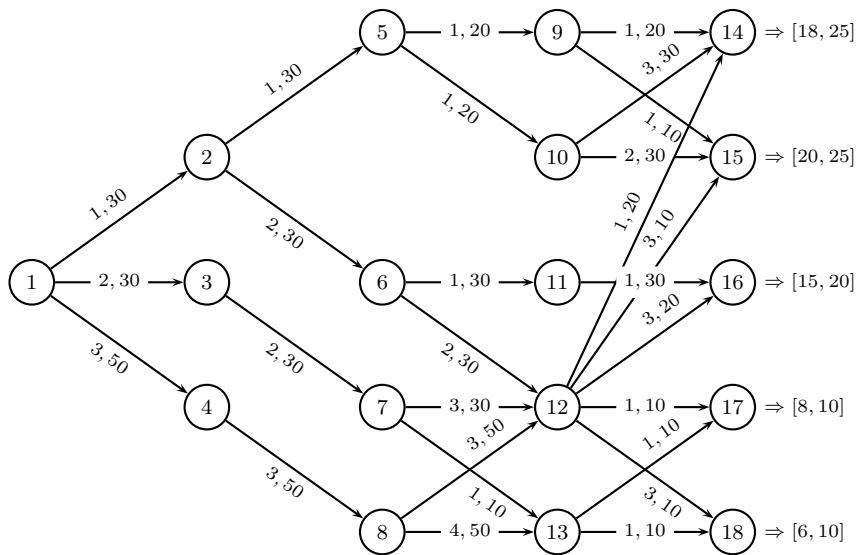 5 1, 20 9 1, 20 14 ⇒ [18, 25]
3, 30
1, 30 1, 20
1, 10
2 10 2, 30 15 ⇒ [20, 25]
1, 30 1, 20
2, 30 3, 10
1 2, 30 3 6 1, 30 11 1, 30 16 ⇒ [15, 20]
3, 20
3, 50 2, 30 2, 30
4 7 3, 30 12 1, 10 17 ⇒ [8, 10]
3, 50 1, 10
3, 50 1, 10 3, 10
8 4, 50 13 1, 10 18 ⇒ [6, 10]